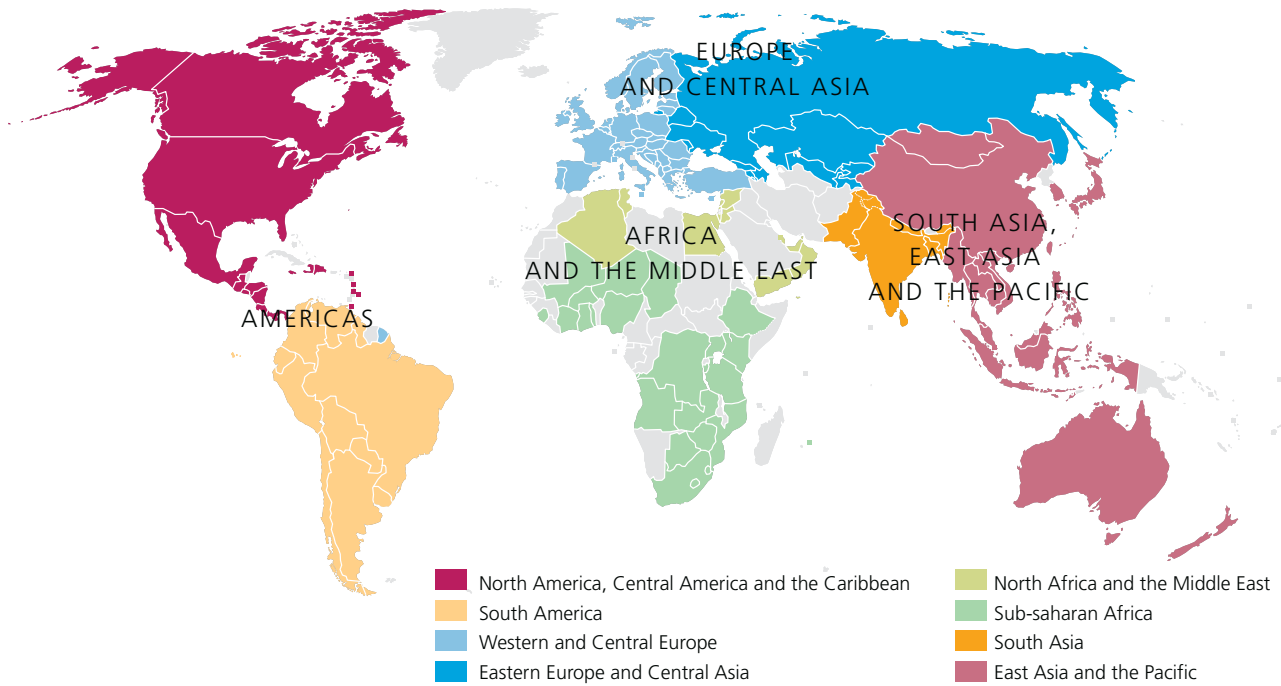 EUROPE
AND CENTRAL ASIA
SOUTH ASIA,
EAST ASIA
AND THE PACIFIC
AFRICA
AND THE MIDDLE EAST
AMERICAS
North America, Central America and the Caribbean
South America
Western and Central Europe
Eastern Europe and Central Asia
North Africa and the Middle East
Sub-saharan Africa
South Asia
East Asia and the Pacific